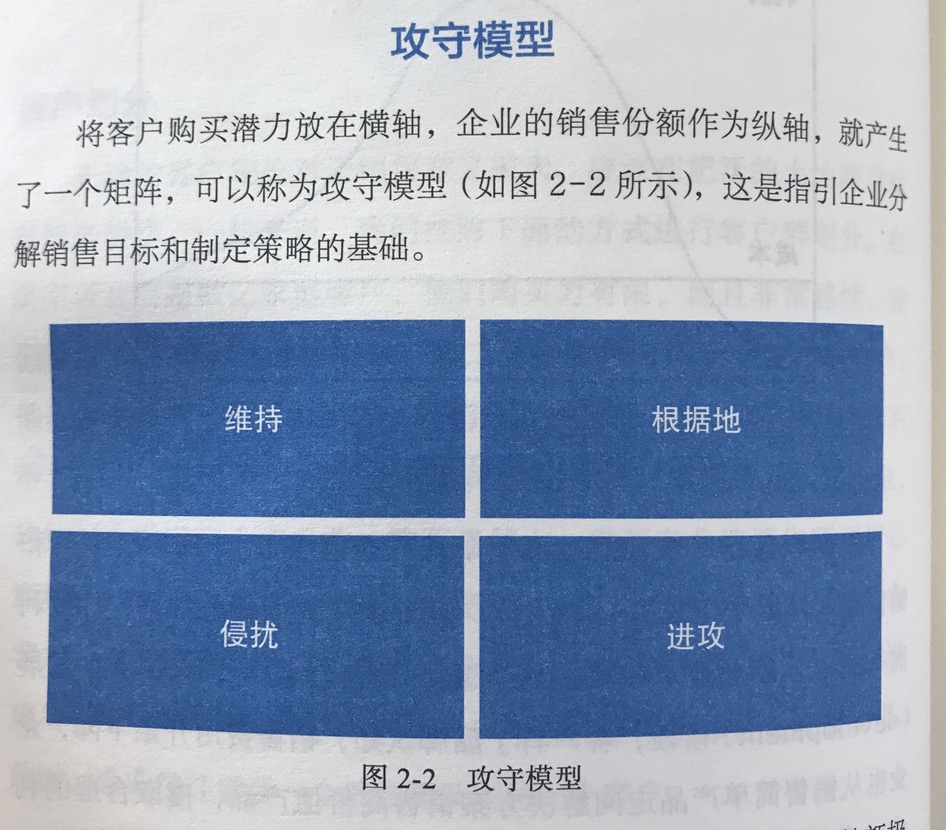 攻守模型
将客户购买潜力放在横轴，企业的销售份额作为纵轴，就产生
了一个矩阵，可以称为攻守模型（如图 2-2 所示），这是指引企业分
解销售目标和制定策略的基础。
维持
根据地
侵扰
进攻
图 2-2 攻守模型